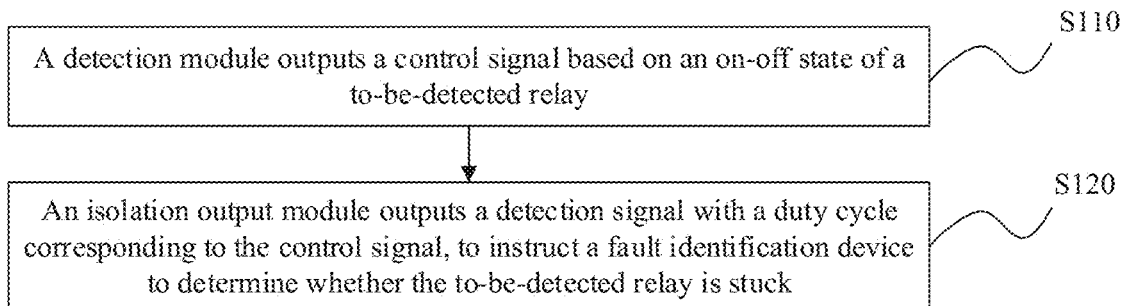 S110
A detection module outputs a control signal based on an on-off state of a
to-be-detected relay
S120
An isolation output module outputs a detection signal with a duty cycle
corresponding to the control signal, to instruct a fault identification device
to determine whether the to-be-detected relay is stuck